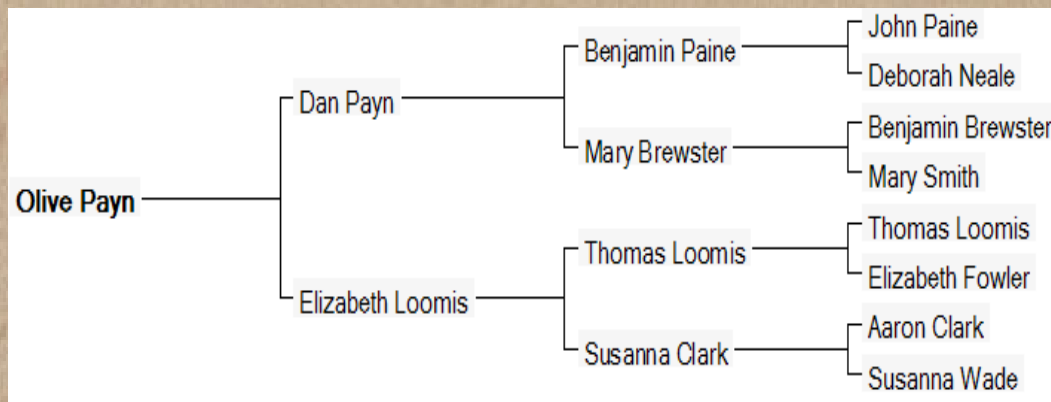 John Paine
Benjamin Paine
Deborah Neale
Dan Payn
Benjamin Brewster
Mary Brewster
Mary Smith
Olive Payn
Thomas Loomis
Thomas Loomis
Elizabeth Fowler
Elizabeth Loomis
Aaron Clark
Susanna Clark
Susanna Wade